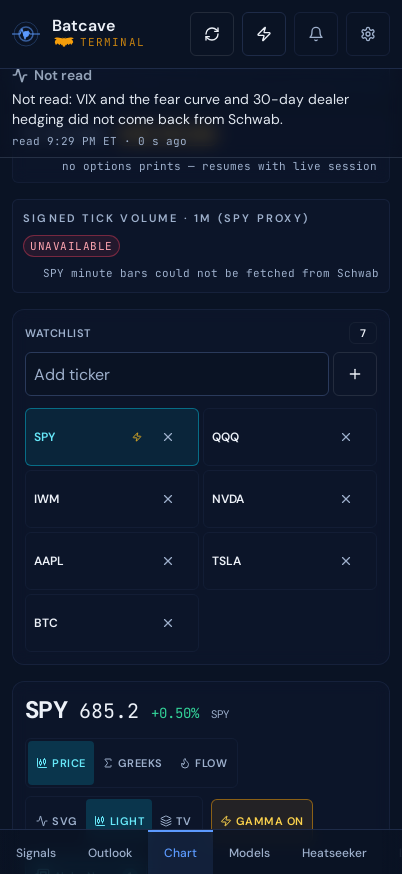 Batcave
TERMINAL
Not read
Not read: VIX and the fear curve and 30-day dealer
hedging did not come back from Schwab.
read 9:29 PM ET · 0 s ago
no options prints — resumes with live session
SIGNED TICK VOLUME · 1M (SPY PROXY)
UNAVAILABLE
SPY minute bars could not be fetched from Schwab
WATCHLIST 7
Add ticker +
SPY QQQ
IWM NVDA
AAPL TSLA
BTC
SPY 685.2 +0.50% SPY
PRICE GREEKS FLOW
SVG LIGHT TV GAMMA ON
Signals Outlook Chart Models Heatseeker